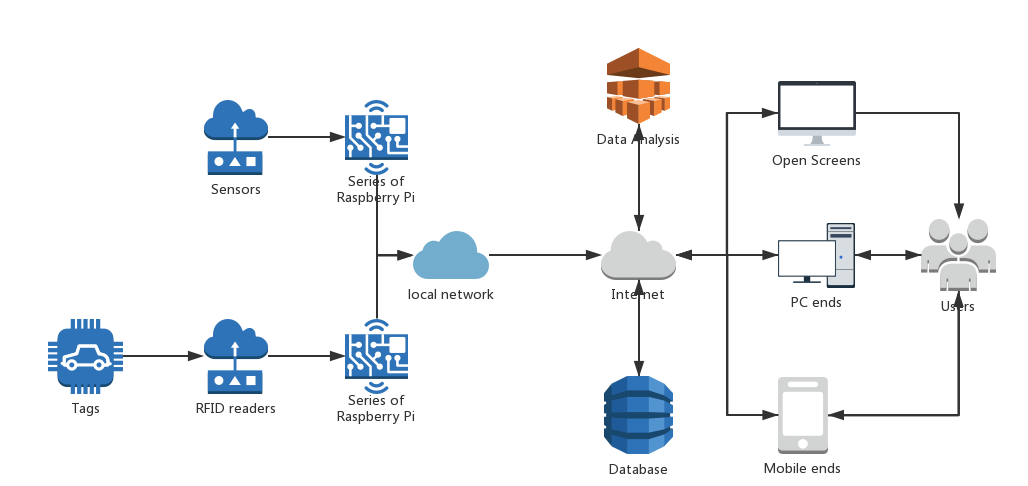 Data Analysis
Open Screens
Sensors
Series of
Raspberry Pi
local network
Internet
PC ends
Users
Tags
RFID readers
Series of
Raspberry Pi
Database
Mobile ends